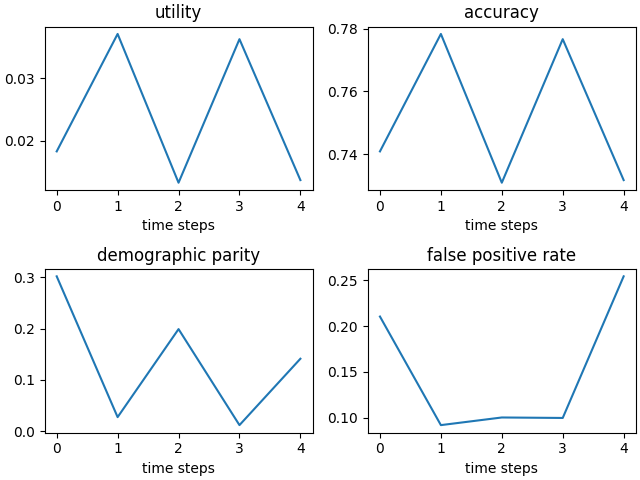 utility
0.03
0.02
0 1 2 3 4
time steps
accuracy
0.78
0.76
0.74
0 1 2 3 4
time steps
demographic parity
0.3
0.2
0.1
0.0
0 1 2 3 4
time steps
false positive rate
0.25
0.20
0.15
0.10
0 1 2 3 4
time steps